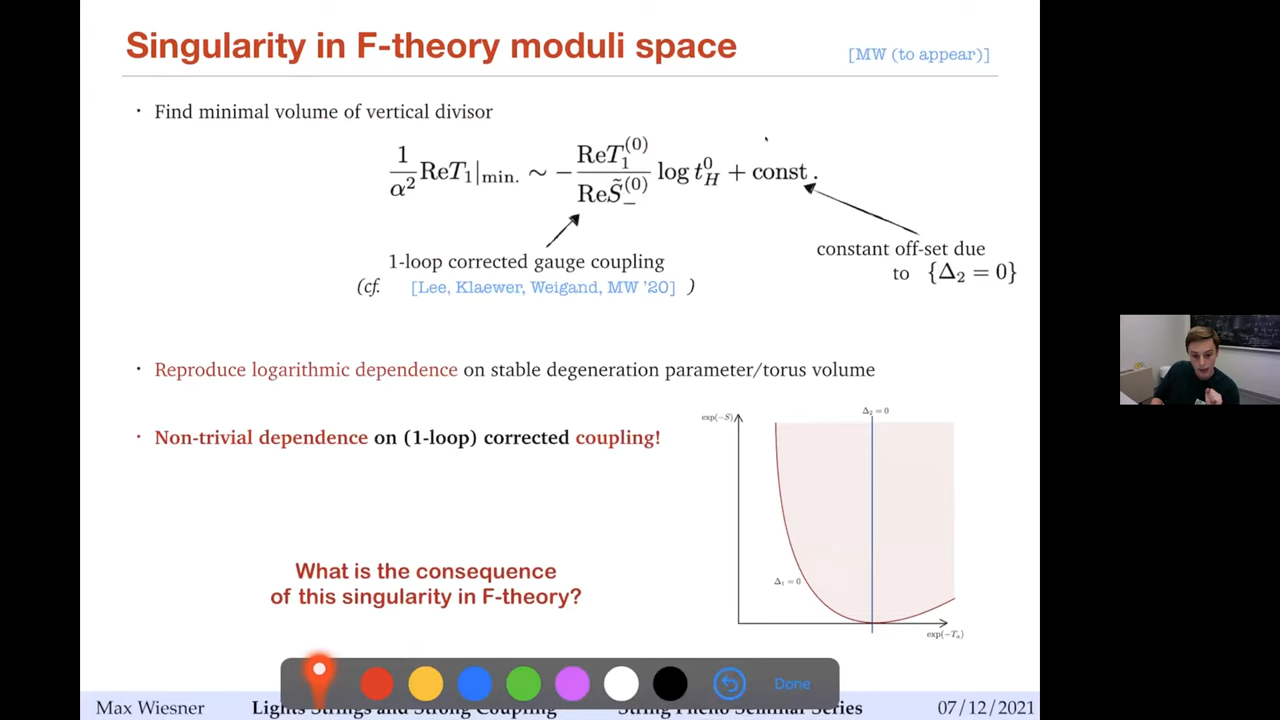 Singularity in F-theory moduli space
[MW (to appear)]
· Find minimal volume of vertical divisor
1/α² ReT₁|min. ∼ − ReT₁⁽⁰⁾/ReS̃₋⁽⁰⁾ log t⁰_H + const.
1-loop corrected gauge coupling
(cf. [Lee, Klaewer, Weigand, MW '20] )
constant off-set due
to {Δ₂ = 0}
· Reproduce logarithmic dependence on stable degeneration parameter/torus volume
· Non-trivial dependence on (1-loop) corrected coupling!
exp(−S)
Δ₂ = 0
Δ₁ = 0
exp(−Tₐ)
What is the consequence
of this singularity in F-theory?
Done
Max Wiesner Lights Strings and Strong Coupling String Pheno Seminar Series 07/12/2021